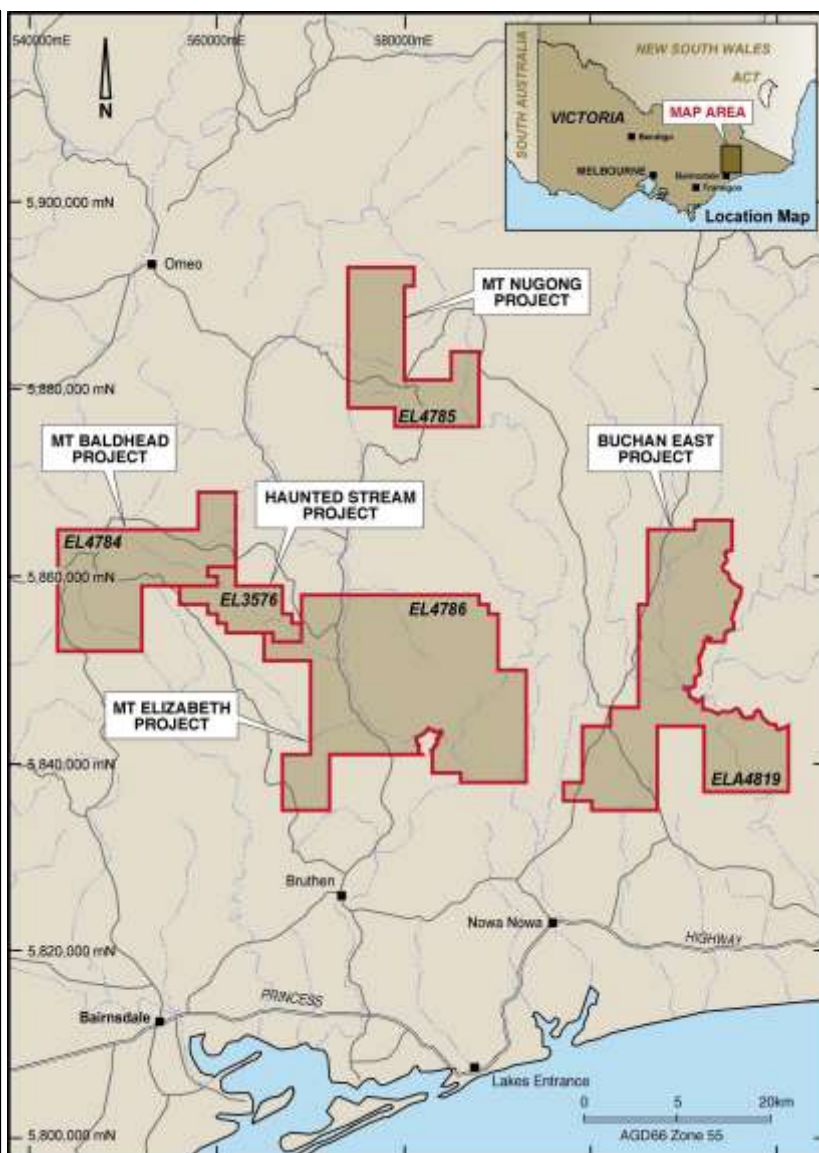 540000mE
560000mE
580000mE
N
NEW SOUTH WALES
ACT
SOUTH AUSTRALIA
VICTORIA
MAP AREA
Bendigo
MELBOURNE
Bairnsdale
Traralgon
Location Map
5,900,000 mN
Omeo
MT NUGONG
PROJECT
5,880,000 mN
EL4785
MT BALDHEAD
PROJECT
HAUNTED STREAM
PROJECT
BUCHAN EAST
PROJECT
EL4784
5,860,000 mN
EL3576
EL4786
MT ELIZABETH
PROJECT
5,840,000 mN
ELA4819
Bruthen
Nowa Nowa
HIGHWAY
5,820,000 mN
PRINCESS
Bairnsdale
Lakes Entrance
0 5 20km
AGD66 Zone 55
5,800,000 mN